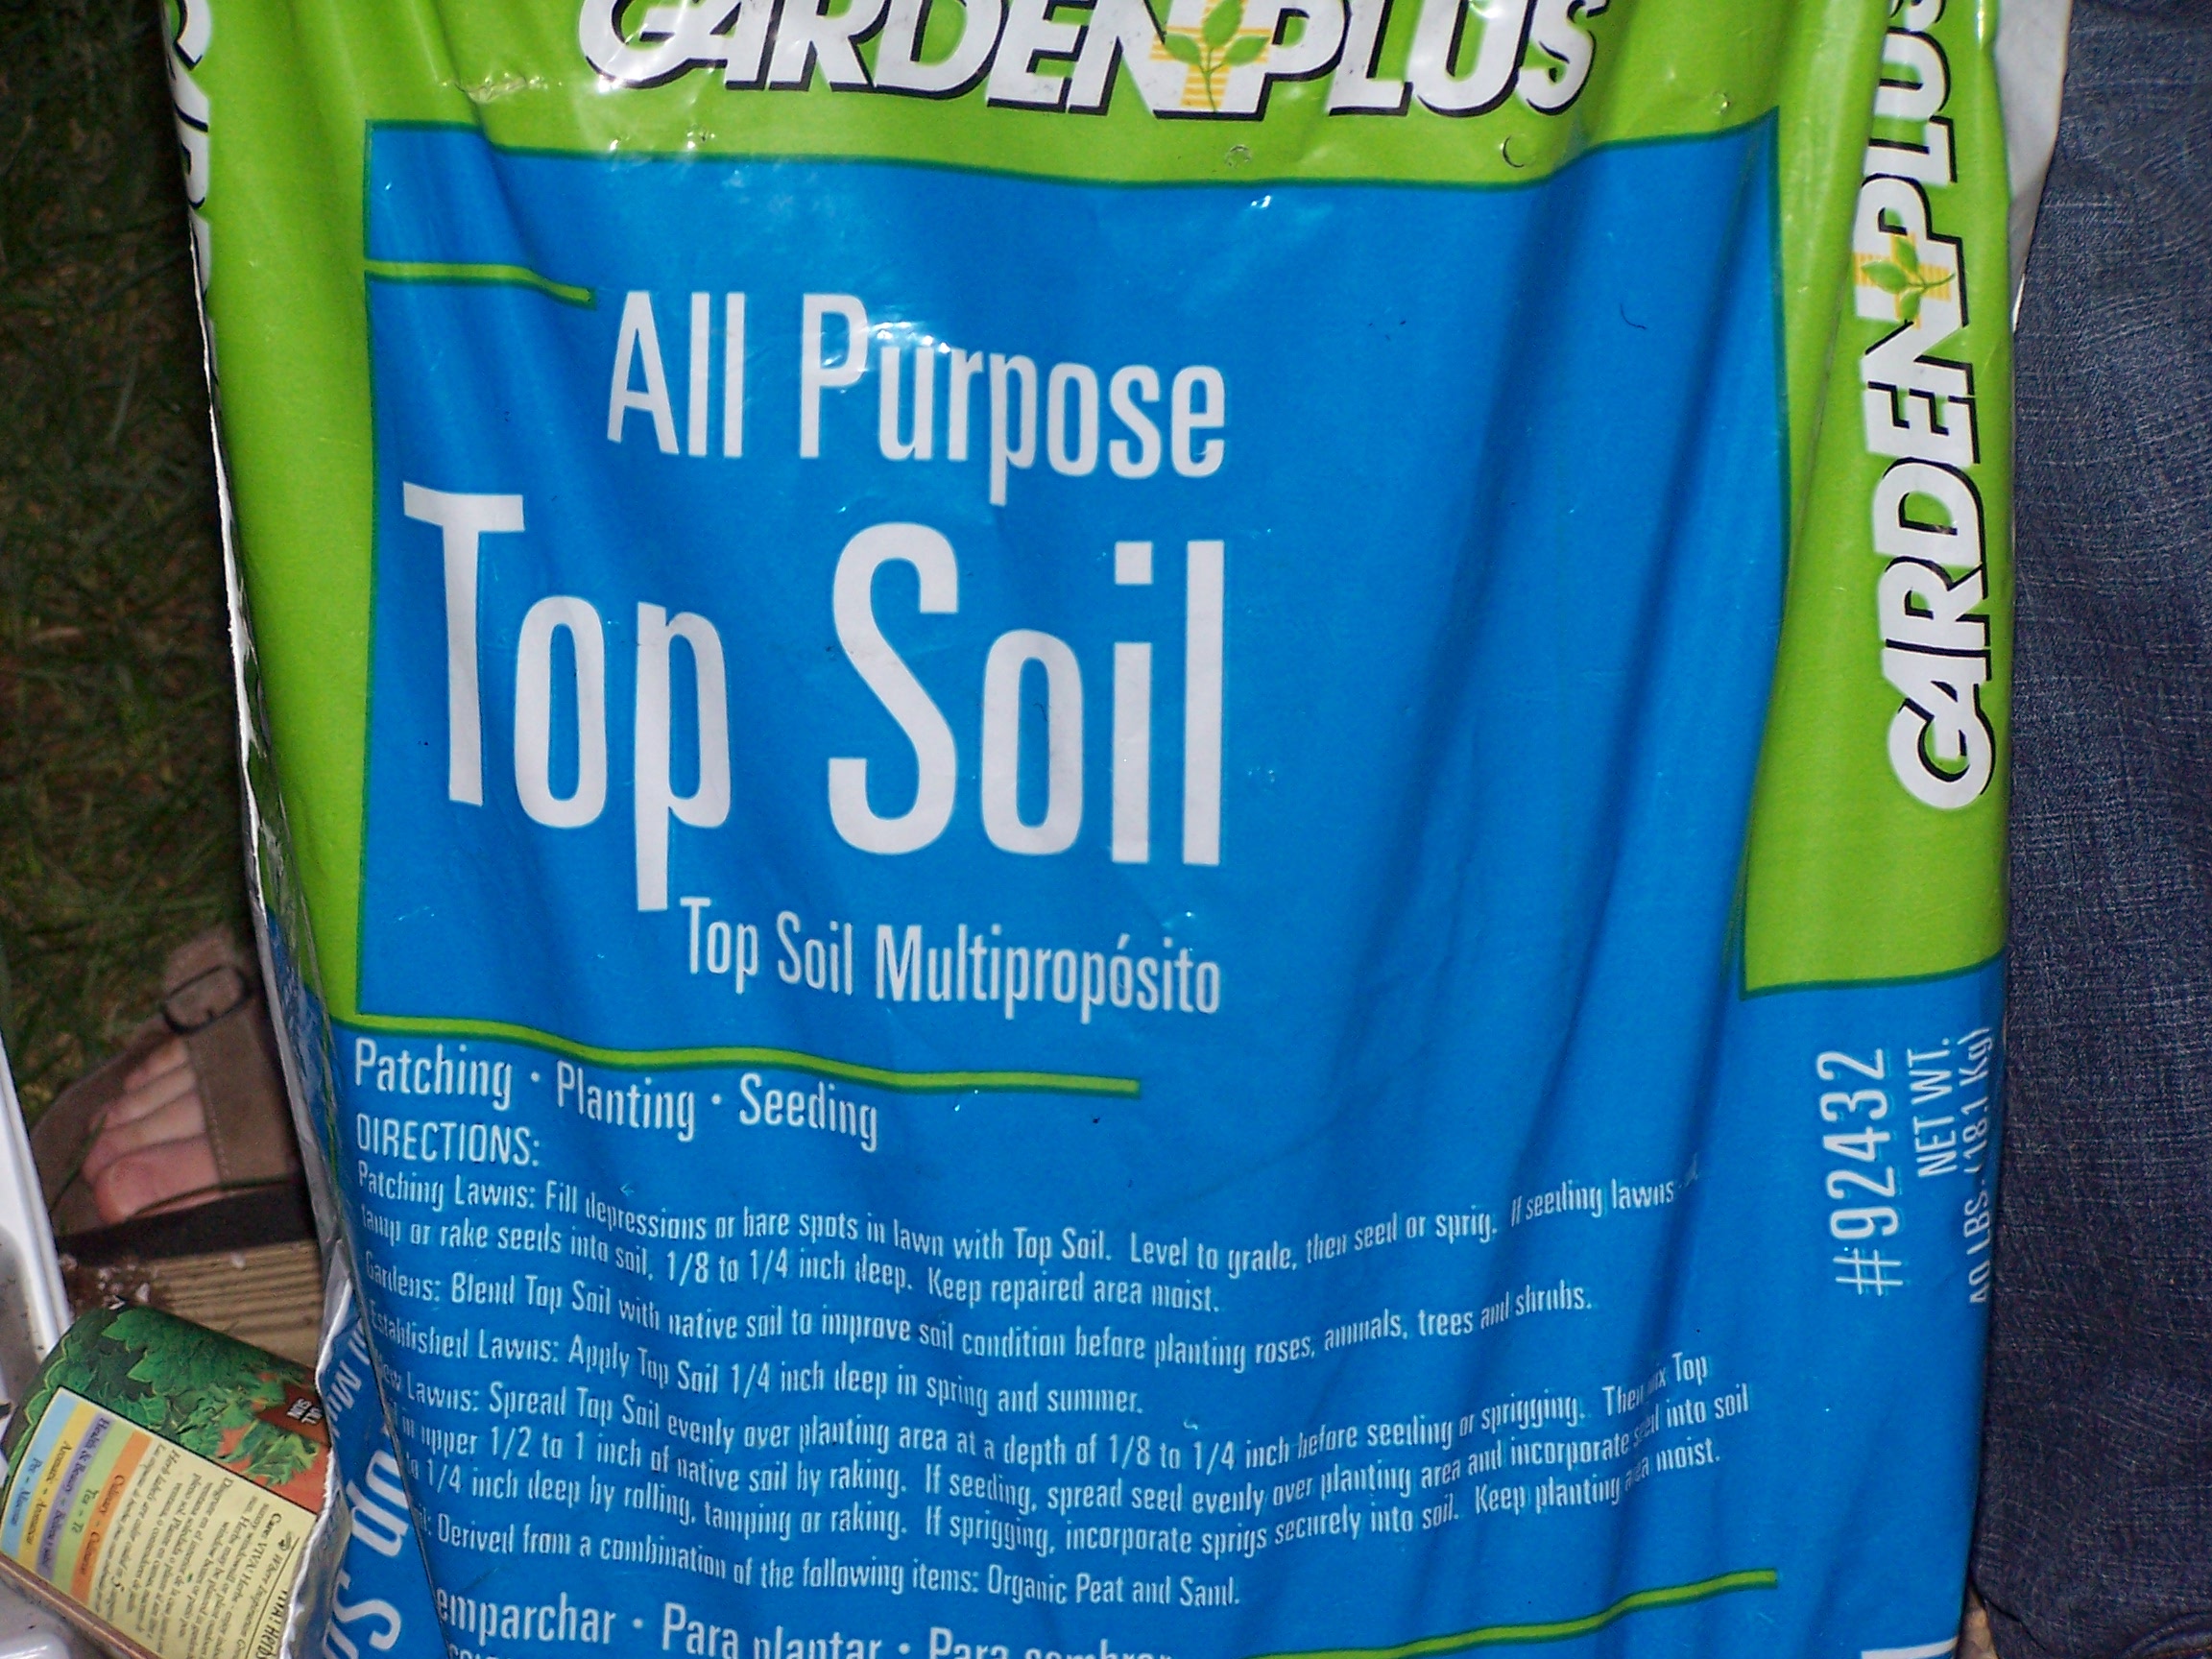 GARDEN PLUS
All Purpose
Top Soil
Top Soil Multipropósito
Patching · Planting · Seeding
DIRECTIONS:
Patching Lawns: Fill depressions or bare spots in lawn with Top Soil. Level to grade, then seed or sprig. If seeding lawns
tamp or rake seeds into soil, 1/8 to 1/4 inch deep. Keep repaired area moist.
Gardens: Blend Top Soil with native soil to improve soil condition before planting roses, annuals, trees and shrubs.
Established Lawns: Apply Top Soil 1/4 inch deep in spring and summer.
Lawns: Spread Top Soil evenly over planting area at a depth of 1/8 to 1/4 inch before seeding or sprigging. Then mix Top
upper 1/2 to 1 inch of native soil by raking. If seeding, spread seed evenly over planting area and incorporate seed into soil
1/4 inch deep by rolling, tamping or raking. If sprigging, incorporate sprigs securely into soil. Keep planting area moist.
Derived from a combination of the following items: Organic Peat and Sand.
emparchar · Para plantar · Para sembrar
GARDEN PLUS
#92432
NET WT.
40 LBS. (18.1 Kg)